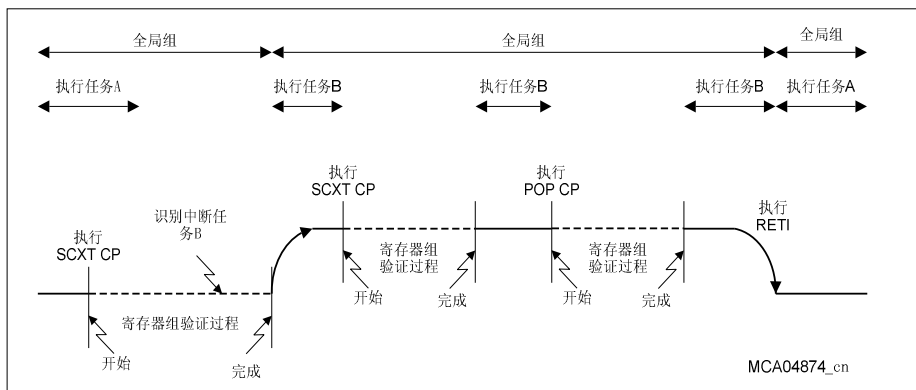 全局组
全局组
全局组
执行任务A
执行任务B
执行任务B
执行任务B
执行任务A
执行
SCXT CP
执行
POP CP
识别中断任
务B
执行
RETI
执行
SCXT CP
寄存器组
验证过程
寄存器组
验证过程
开始
完成
开始
完成
寄存器组验证过程
开始
完成
MCA04874_cn